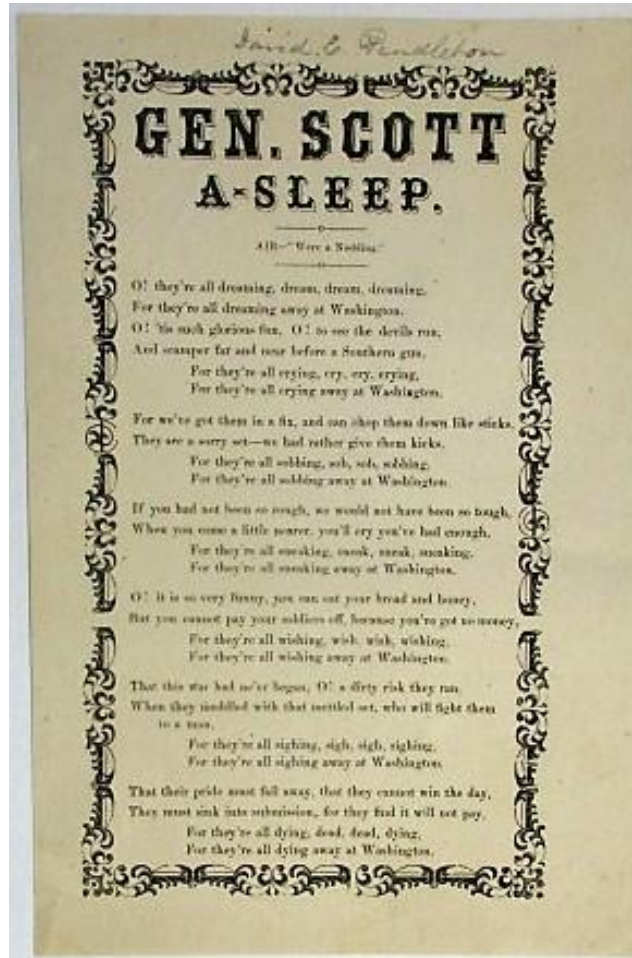 David E Pendleton
GEN. SCOTT
A-SLEEP.
AIR—"Were a Nodding"
O! they're all dreaming, dream, dream, dreaming,
For they're all dreaming away at Washington.
O! 'tis such glorious fun, O! to see the devils run,
And scamper far and near before a Southern gun.
For they're all crying, cry, cry, crying,
For they're all crying away at Washington.
For we've got them in a fix, and can chop them down like sticks.
They are a sorry set—we had rather give them kicks.
For they're all sobbing, sob, sob, sobbing,
For they're all sobbing away at Washington.
If you had not been so rough, we would not have been so tough,
When you come a little nearer, you'll cry you've had enough,
For they're all sneaking, sneak, sneak, sneaking.
For they're all sneaking away at Washington.
O! it is so very funny, you can eat your bread and honey,
But you cannot pay your soldiers off, because you've got no money,
For they're all wishing, wish, wish, wishing,
For they're all wishing away at Washington.
That this war had ne'er began, O! a dirty risk they ran
When they meddled with that mettled set, who will fight them
to a man,
For they're all sighing, sigh, sigh, sighing,
For they're all sighing away at Washington.
That their pride must fall away, that they cannot win the day,
They must sink into submission, for they find it will not pay,
For they're all dying, dead, dead, dying,
For they're all dying away at Washington.